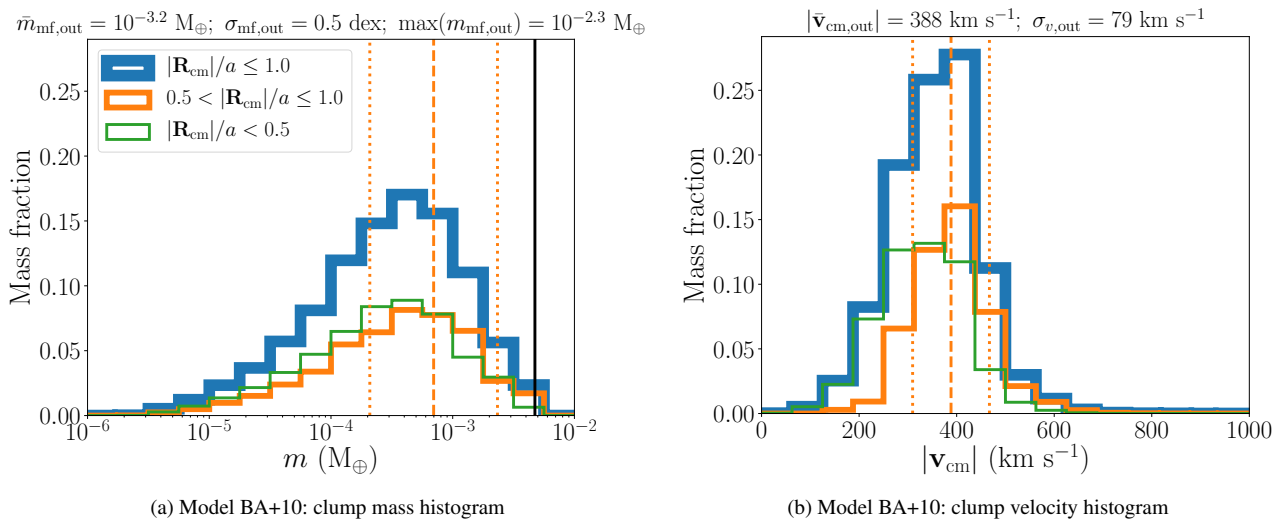 m̄_mf,out = 10^−3.2 M⊕; σ_mf,out = 0.5 dex; max(m_mf,out) = 10^−2.3 M⊕
|R_cm|/a ≤ 1.0
0.5 < |R_cm|/a ≤ 1.0
|R_cm|/a < 0.5
Mass fraction
0.25
0.20
0.15
0.10
0.05
0.00
10^−6
10^−5
10^−4
10^−3
10^−2
m (M⊕)
(a) Model BA+10: clump mass histogram
|v̄_cm,out| = 388 km s^−1; σ_v,out = 79 km s^−1
Mass fraction
0.25
0.20
0.15
0.10
0.05
0.00
0
200
400
600
800
1000
|v_cm| (km s^−1)
(b) Model BA+10: clump velocity histogram